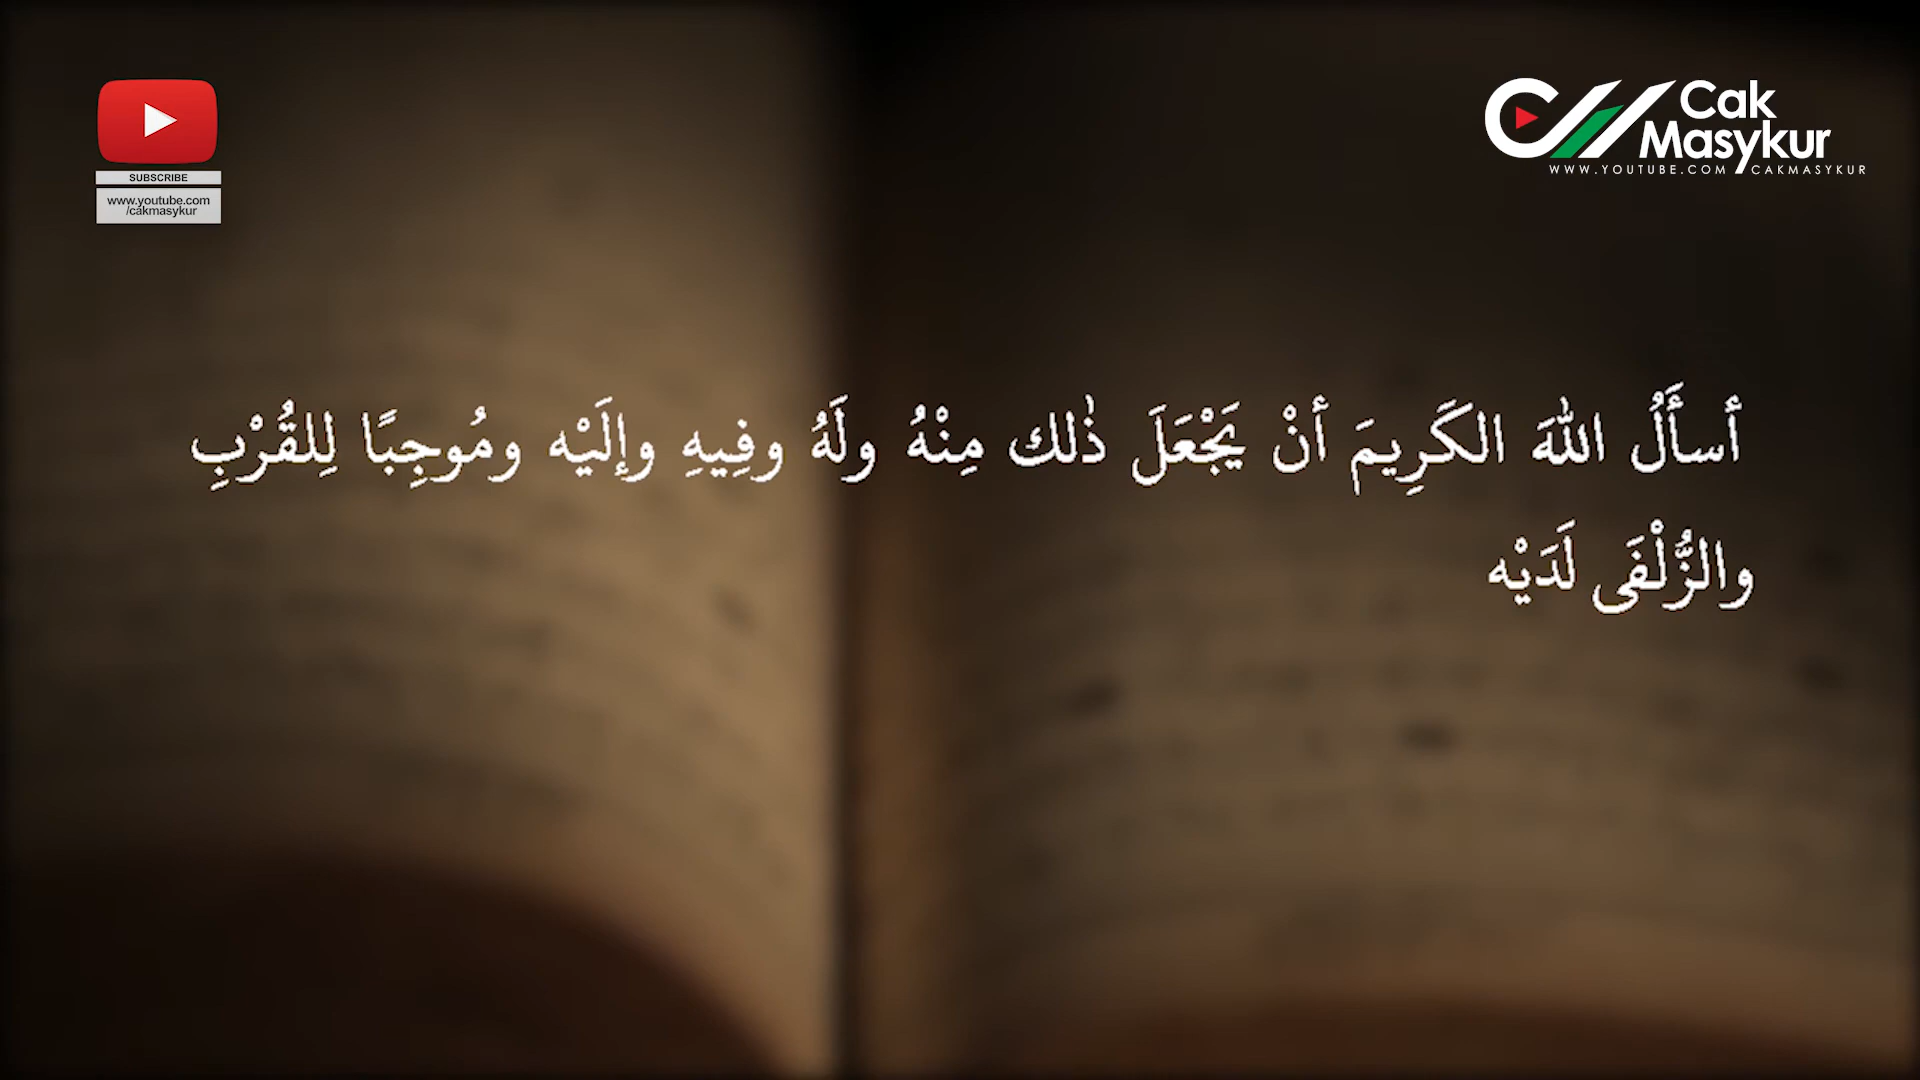 SUBSCRIBE
www.youtube.com
/cakmasykur
Cak
Masykur
WWW.YOUTUBE.COM/CAKMASYKUR
أسأَلُ اللهَ الكَرِيمَ أنْ يَجْعَلَ ذٰلك مِنْهُ ولَهُ وفِيهِ وإلَيْه ومُوجِبًا لِلقُرْبِ
والزُّلْفَى لَدَيْه